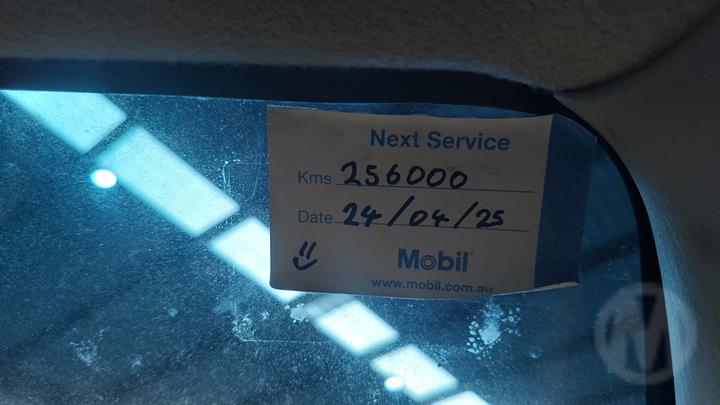 Next Service
Kms 256000
Date 24/04/25
Mobil
www.mobil.com.au
M